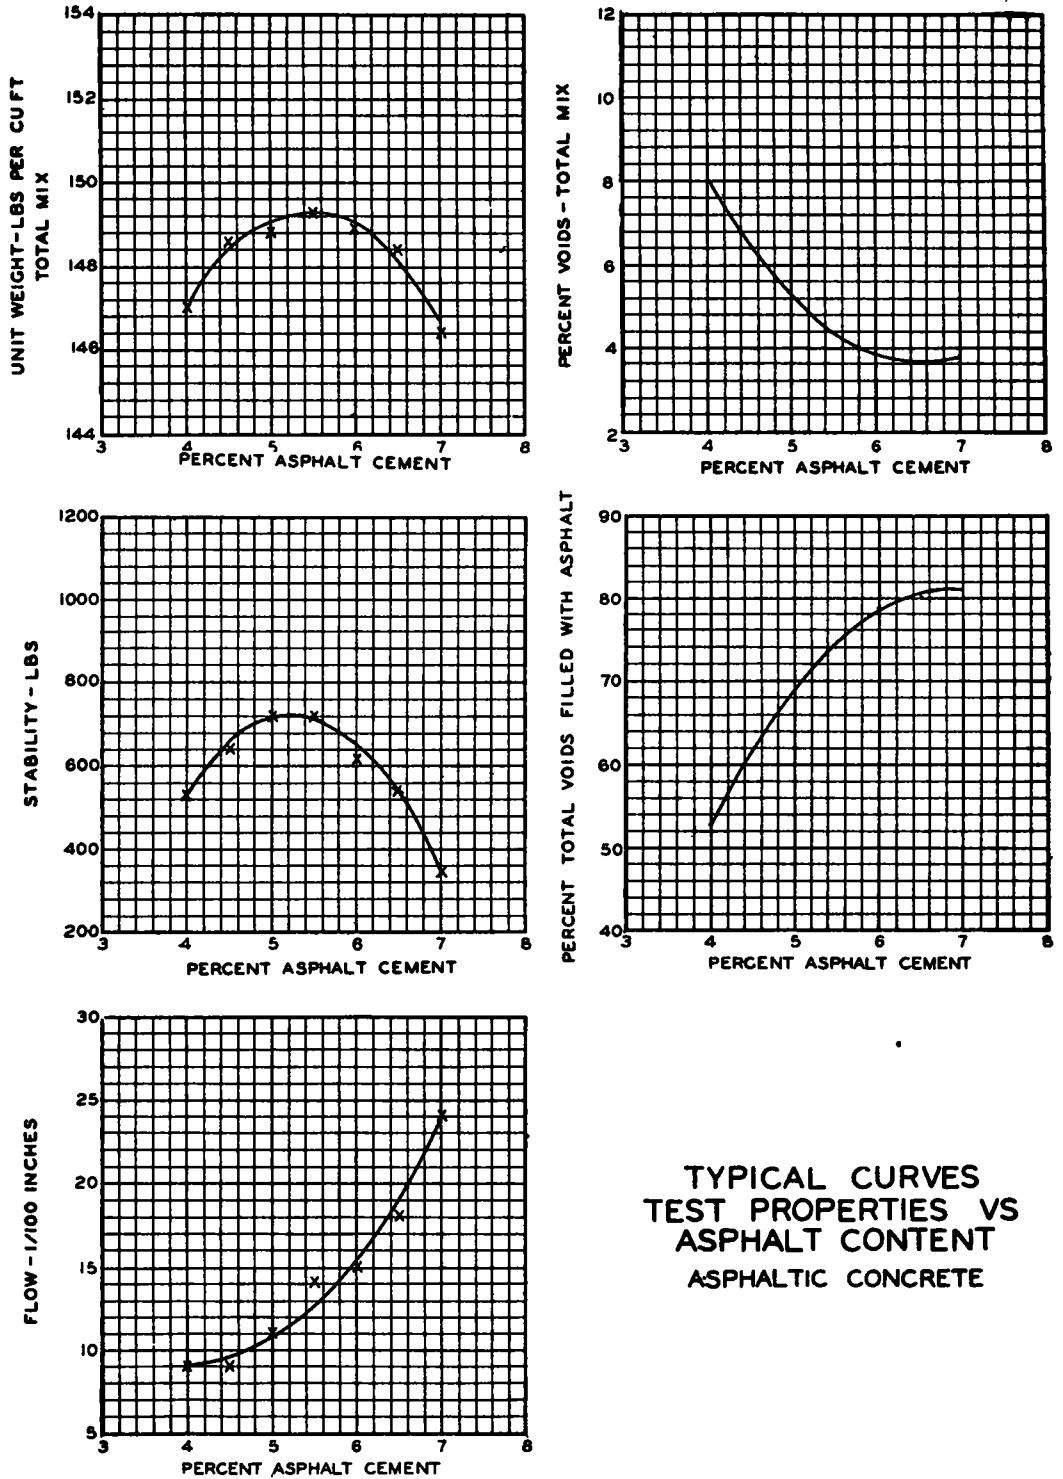 UNIT WEIGHT-LBS PER CU FT
TOTAL MIX
154
152
150
148
146
144
3 4 5 6 7 8
PERCENT ASPHALT CEMENT
PERCENT VOIDS-TOTAL MIX
12
10
8
6
4
2
3 4 5 6 7 8
PERCENT ASPHALT CEMENT
STABILITY-LBS
1200
1000
800
600
400
200
3 4 5 6 7 8
PERCENT ASPHALT CEMENT
PERCENT TOTAL VOIDS FILLED WITH ASPHALT
90
80
70
60
50
40
3 4 5 6 7 8
PERCENT ASPHALT CEMENT
FLOW-1/100 INCHES
30
25
20
15
10
5
3 4 5 6 7 8
PERCENT ASPHALT CEMENT
TYPICAL CURVES
TEST PROPERTIES VS
ASPHALT CONTENT
ASPHALTIC CONCRETE